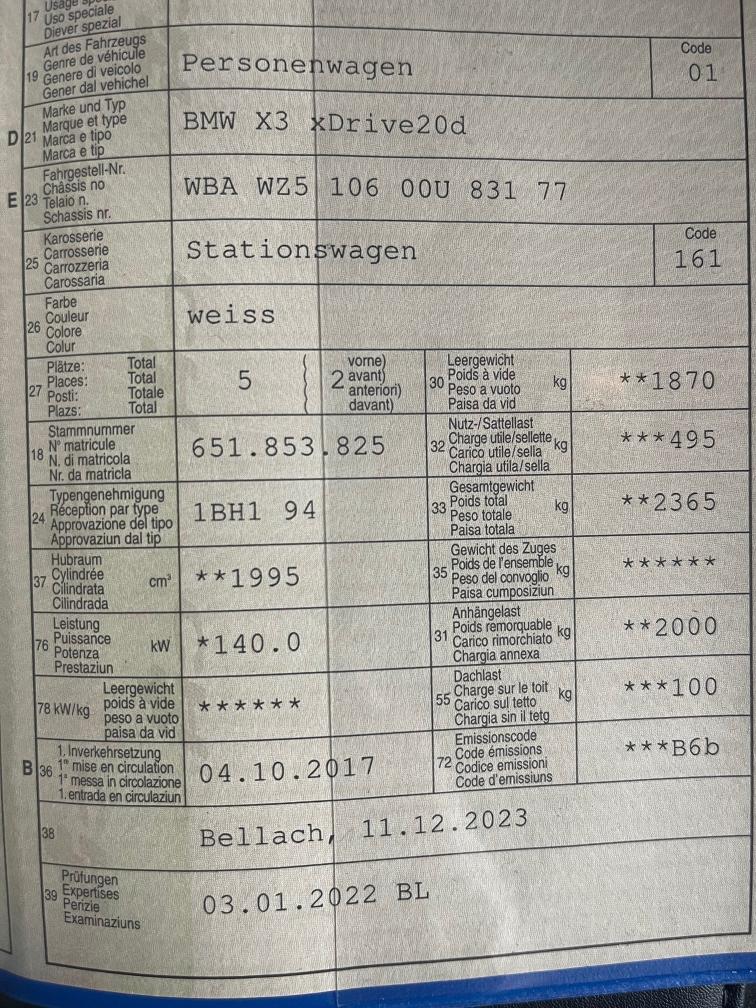 17 Uso speciale
Diever spezial
Art des Fahrzeugs
Genre de véhicule
19 Genere di veicolo
Gener dal vehichel
Personenwagen
Code
01
Marke und Typ
Marque et type
D 21 Marca e tipo
Marca e tip
BMW X3 xDrive20d
Fahrgestell-Nr.
Châssis no
E 23 Telaio n.
Schassis nr.
WBA WZ5 106 00U 831 77
Karosserie
Carrosserie
25 Carrozzeria
Carossaria
Stationswagen
Code
161
Farbe
Couleur
26 Colore
Colur
weiss
Plätze: Total
Places: Total
27 Posti: Totale
Plazs: Total
5
vorne)
2 avant)
anteriori)
davant)
Leergewicht
Poids à vide
30 Peso a vuoto kg
Paisa da vid
**1870
Stammnummer
N° matricule
18 N. di matricola
Nr. da matricla
651.853.825
Nutz-/Sattellast
32 Charge utile/sellette kg
Carico utile/sella
Chargia utila/sella
***495
Typengenehmigung
Réception par type
24 Approvazione del tipo
Approvaziun dal tip
1BH1 94
Gesamtgewicht
Poids total kg
33 Peso totale
Paisa totala
**2365
Hubraum
37 Cylindrée cm³
Cilindrata
Cilindrada
**1995
Gewicht des Zuges
Poids de l'ensemble kg
35 Peso del convoglio
Paisa cumposiziun
******
Leistung
Puissance kW
76 Potenza
Prestaziun
*140.0
Anhängelast
Poids remorquable kg
31 Carico rimorchiato
Chargia annexa
**2000
78 kW/kg
Leergewicht
poids à vide
peso a vuoto
paisa da vid
******
Dachlast
Charge sur le toit kg
55 Carico sul tetto
Chargia sin il tetg
***100
B 36
1. Inverkehrsetzung
1re mise en circulation
1a messa in circolazione
1. entrada en circulaziun
04.10.2017
Emissionscode
Code émissions
72 Codice emissioni
Code d'emissiuns
***B6b
38
Bellach, 11.12.2023
Prüfungen
39 Expertises
Perizie
Examinaziuns
03.01.2022 BL